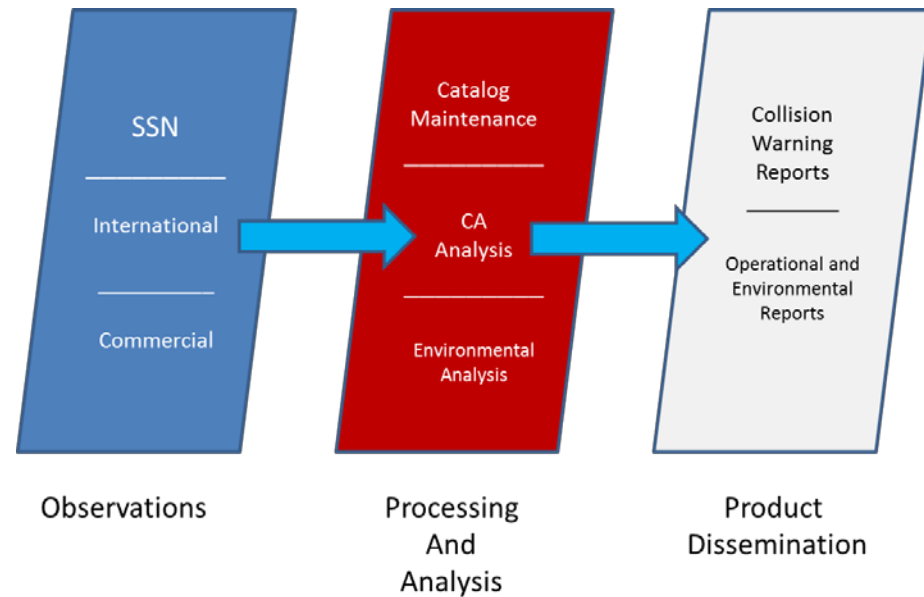 SSN
International
Commercial
Observations
Catalog
Maintenance
CA
Analysis
Environmental
Analysis
Processing
And
Analysis
Collision
Warning
Reports
Operational and
Environmental
Reports
Product
Dissemination